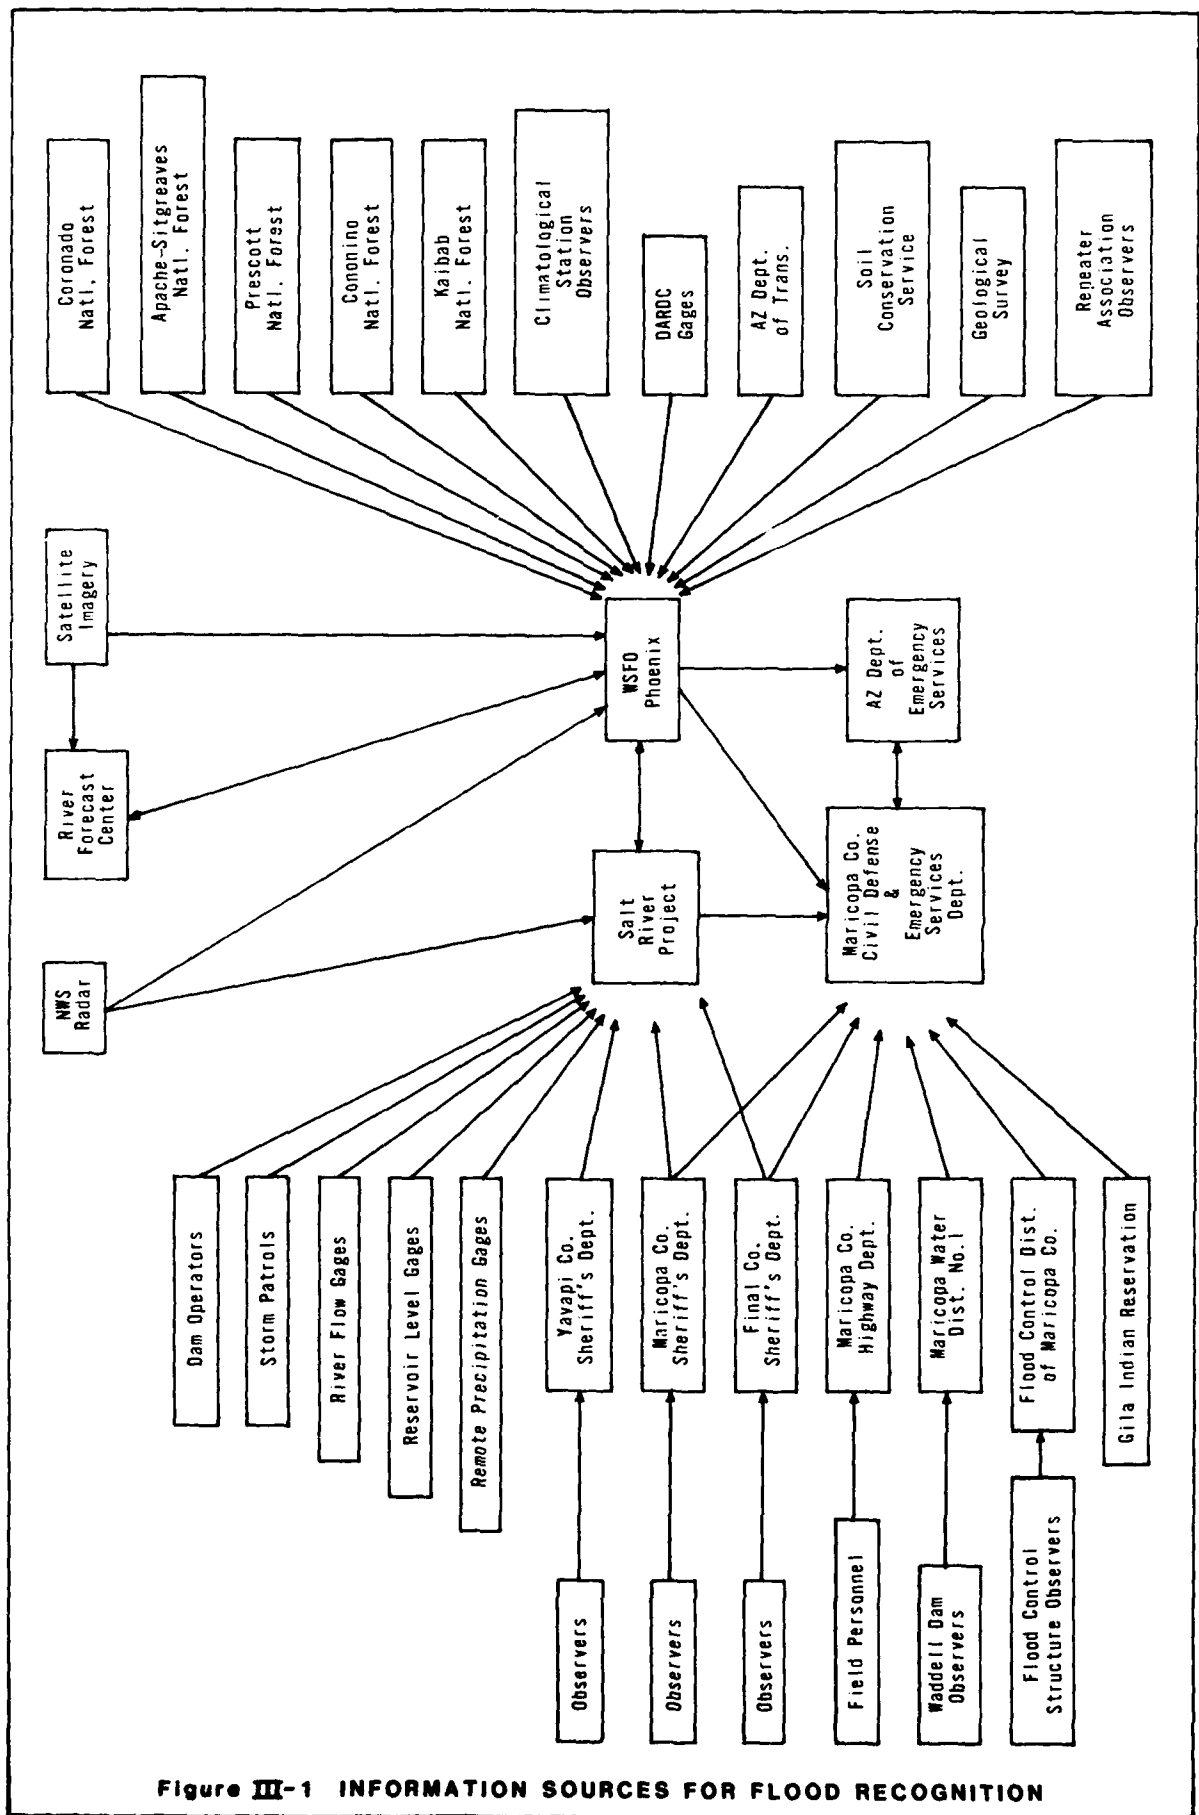 Coronado
Natl. Forest
Apache-Sitgreaves
Natl. Forest
Prescott
Natl. Forest
Cononino
Natl. Forest
Kaibab
Natl. Forest
Climatological
Station
Observers
DARDC
Gages
AZ Dept.
of Trans.
Soil
Conservation
Service
Geological
Survey
Repeater
Association
Observers
Satellite
Imagery
River
Forecast
Center
NWS
Radar
WSFO
Phoenix
AZ Dept.
of
Emergency
Services
Salt
River
Project
Maricopa Co.
Civil Defense
&
Emergency
Services
Dept.
Dam Operators
Storm Patrols
River Flow Gages
Reservoir Level Gages
Remote Precipitation Gages
Yavapi Co.
Sheriff's Dept.
Maricopa Co.
Sheriff's Dept.
Final Co.
Sheriff's Dept.
Maricopa Co.
Highway Dept.
Maricopa Water
Dist. No.1
Flood Control Dist.
of Maricopa Co.
Gila Indian Reservation
Observers
Observers
Observers
Field Personnel
Waddell Dam
Observers
Flood Control
Structure Observers
Figure III-1 INFORMATION SOURCES FOR FLOOD RECOGNITION